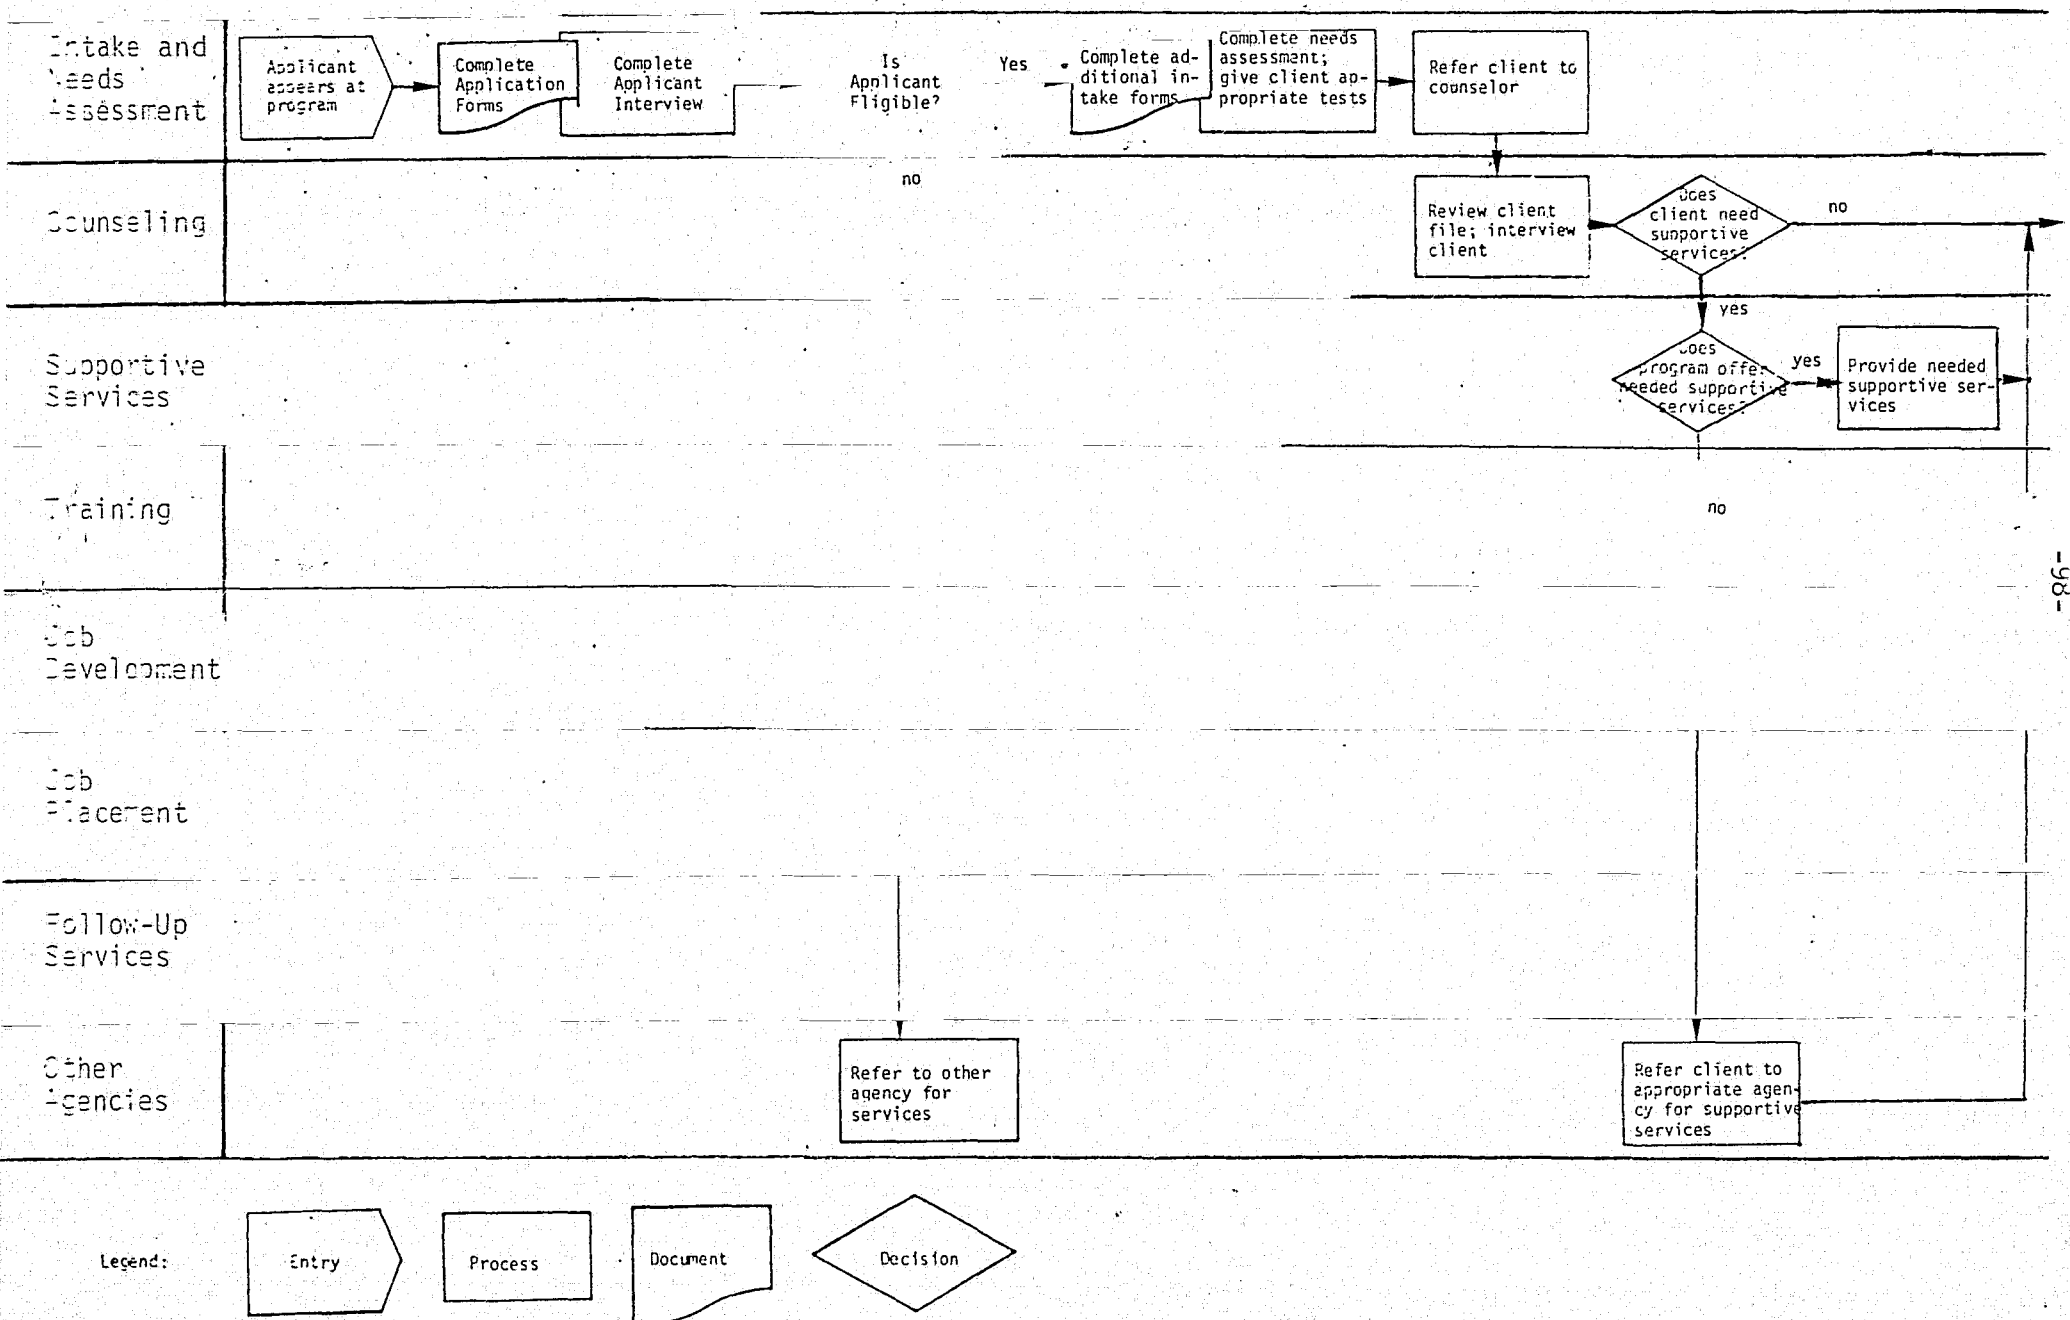 Intake and
Needs
Assessment
Applicant
appears at
program
Complete
Application
Forms
Complete
Applicant
Interview
Is
Applicant
Eligible?
Yes
Complete ad-
ditional in-
take forms
Complete needs
assessment;
give client ap-
propriate tests
Refer client to
counselor
Counseling
no
Review client
file; interview
client
Does
client need
supportive
services?
no
yes
Supportive
Services
Does
program offer
needed supportive
services?
yes
Provide needed
supportive ser-
vices
Training
no
-98-
Job
Development
Job
Placement
Follow-Up
Services
Other
Agencies
Refer to other
agency for
services
Refer client to
appropriate agen-
cy for supportive
services
Legend:
Entry
Process
Document
Decision